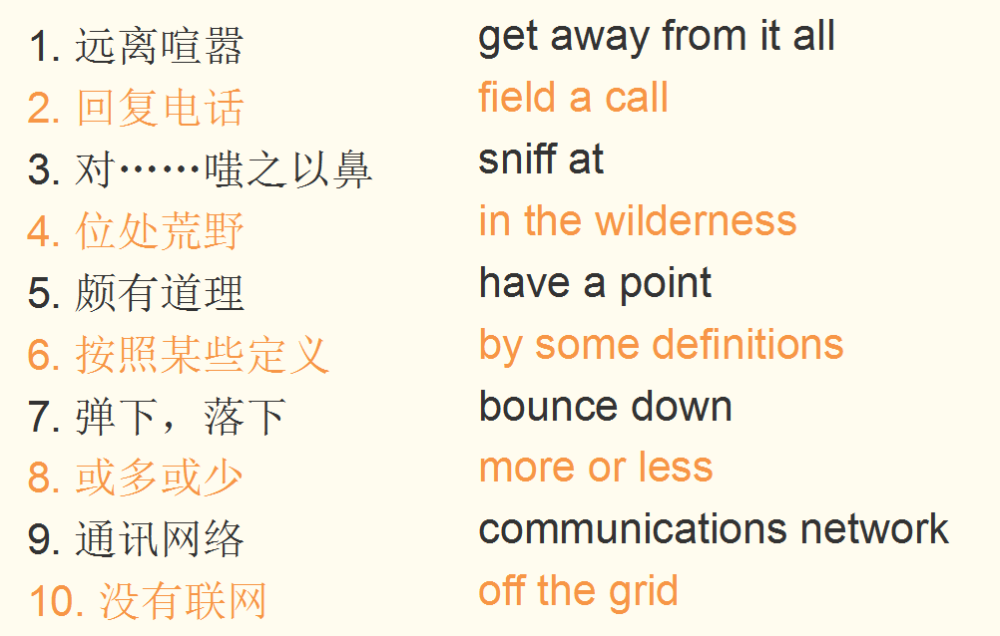 1. 远离喧嚣 get away from it all
2. 回复电话 field a call
3. 对……嗤之以鼻 sniff at
4. 位处荒野 in the wilderness
5. 颇有道理 have a point
6. 按照某些定义 by some definitions
7. 弹下，落下 bounce down
8. 或多或少 more or less
9. 通讯网络 communications network
10. 没有联网 off the grid